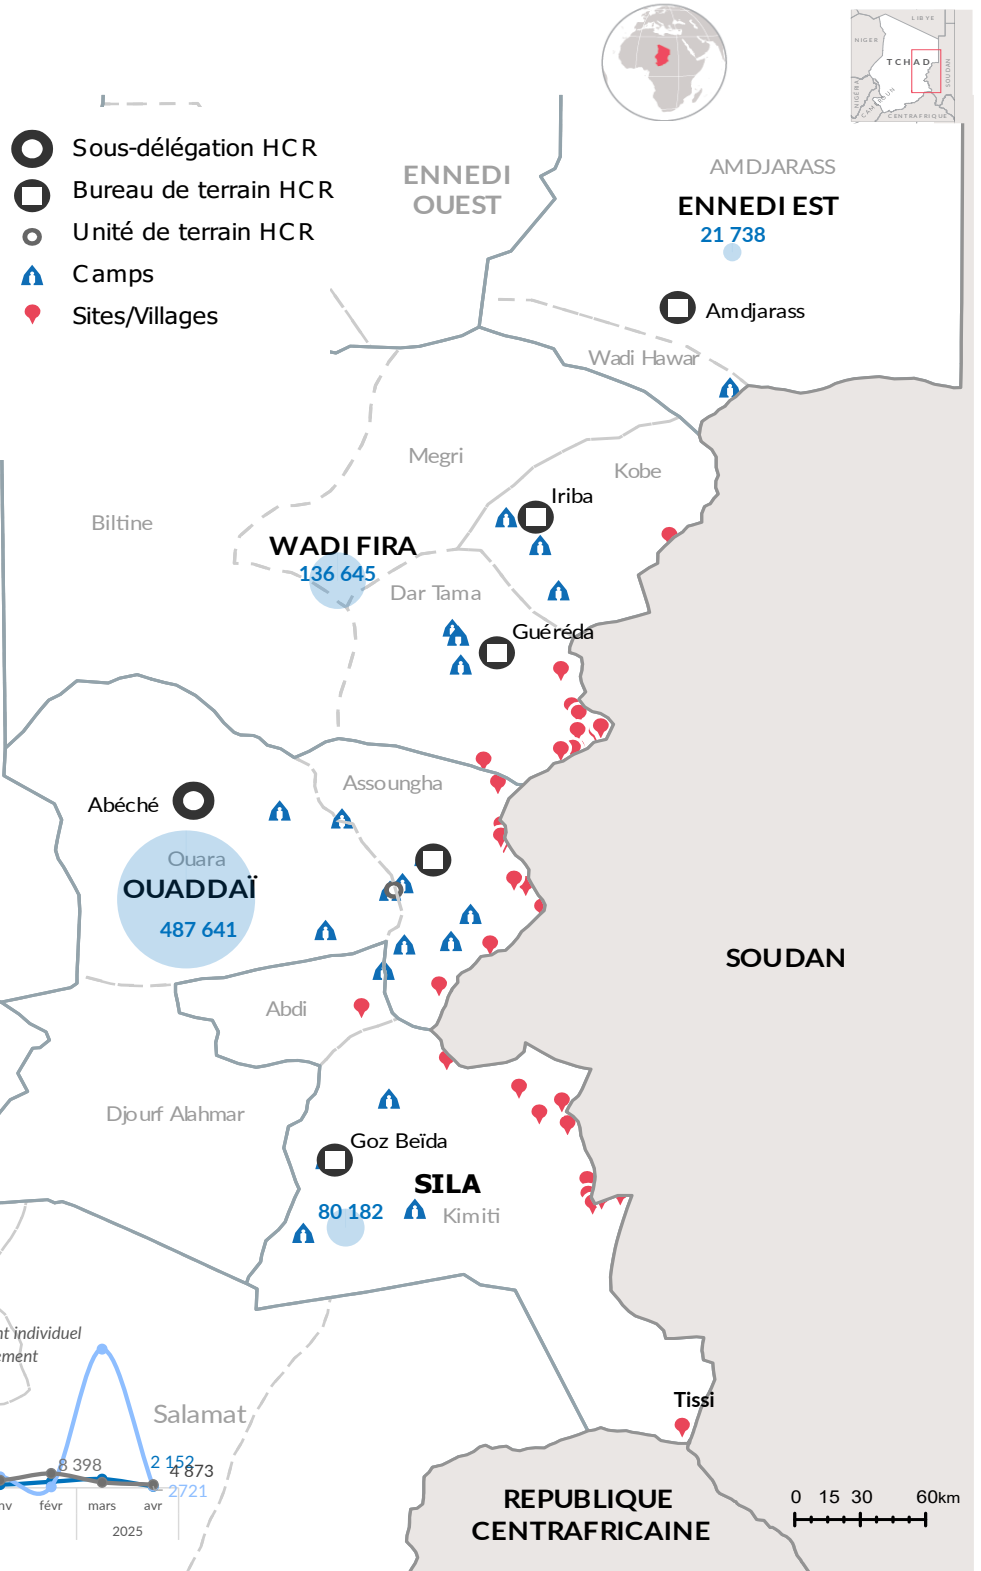 LIBYE
NIGER
TCHAD
SOUDAN
NIGÉRIA
CAMEROUN
CENTRAFRIQUE
Sous-délégation HCR
Bureau de terrain HCR
Unité de terrain HCR
Camps
Sites/Villages
ENNEDI
OUEST
AMDJARASS
ENNEDI EST
21 738
Amdjarass
Wadi Hawar
Megri
Kobe
Iriba
Biltine
WADI FIRA
136 645
Dar Tama
Guéréda
Assoungha
Abéché
Ouara
OUADDAÏ
487 641
SOUDAN
Abdi
Djourf Alahmar
Goz Beïda
SILA
80 182
Kimiti
nt individuel
ement
Salamat
Tissi
8 398
2 152
4 873
2721
nv
févr
mars
avr
2025
REPUBLIQUE
CENTRAFRICAINE
0 15 30 60km